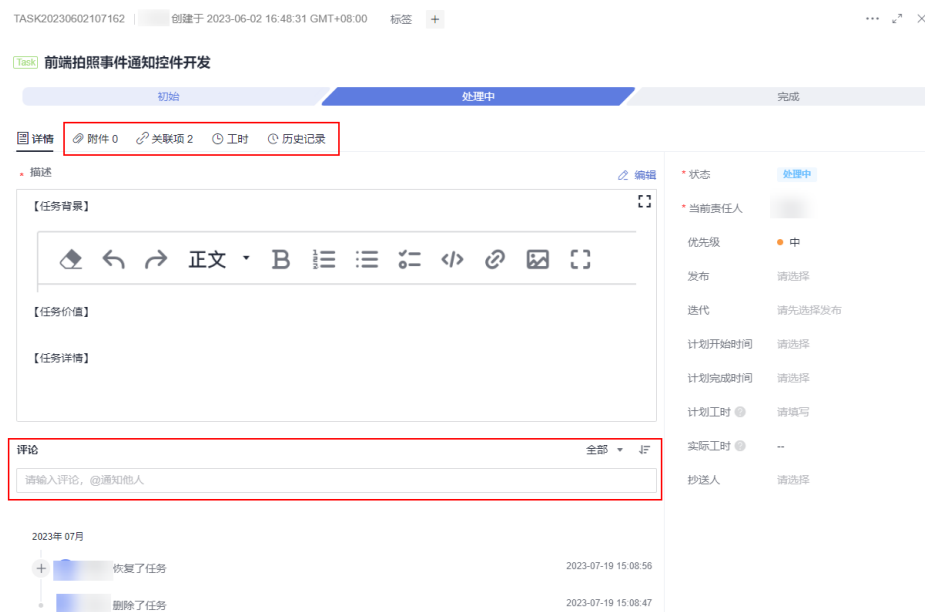 TASK20230602107162 创建于 2023-06-02 16:48:31 GMT+08:00 标签 +
Task 前端拍照事件通知控件开发
初始 处理中 完成
详情 附件 0 关联项 2 工时 历史记录
* 描述 编辑
【任务背景】
正文 B
【任务价值】
【任务详情】
评论 全部
请输入评论，@通知他人
2023年 07月
恢复了任务 2023-07-19 15:08:56
删除了任务 2023-07-19 15:08:47
* 状态 处理中
* 当前责任人
优先级 中
发布 请选择
迭代 请先选择发布
计划开始时间 请选择
计划完成时间 请选择
计划工时 请填写
实际工时 --
抄送人 请选择